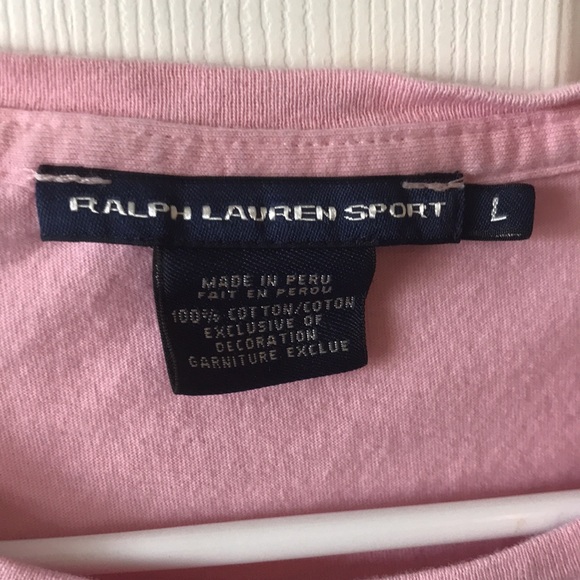 RALPH LAUREN SPORT
L
MADE IN PERU
FAIT EN PEROU
100% COTTON/COTON
EXCLUSIVE OF
DECORATION
GARNITURE EXCLUE